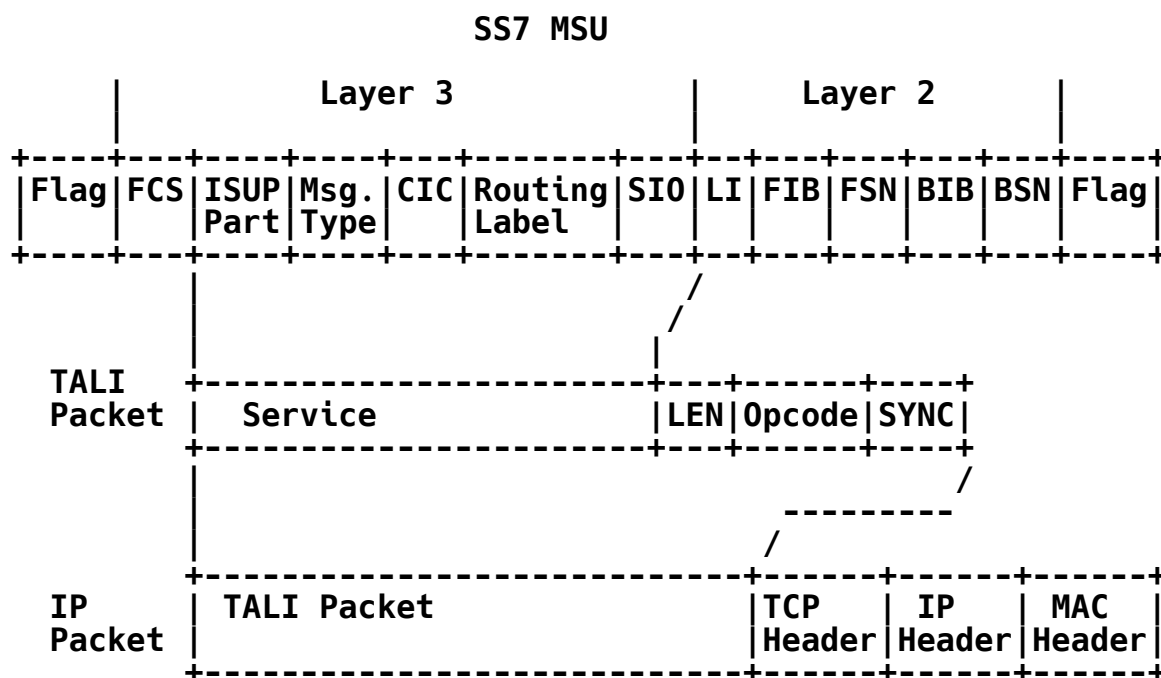 SS7 MSU
| Layer 3 | Layer 2 |
| | |
+----+---+----+----+---+-------+---+--+---+---+---+---+----+
|Flag|FCS|ISUP|Msg.|CIC|Routing|SIO|LI|FIB|FSN|BIB|BSN|Flag|
| | |Part|Type| |Label | | | | | | | |
+----+---+----+----+---+-------+---+--+---+---+---+---+----+
| /
| /
| |
TALI +-----------------------+---+------+----+
Packet | Service |LEN|Opcode|SYNC|
+-----------------------+---+------+----+
| /
| ---------
| /
+----------------------------+------+------+------+
IP | TALI Packet |TCP | IP | MAC |
Packet | |Header|Header|Header|
+----------------------------+------+------+------+